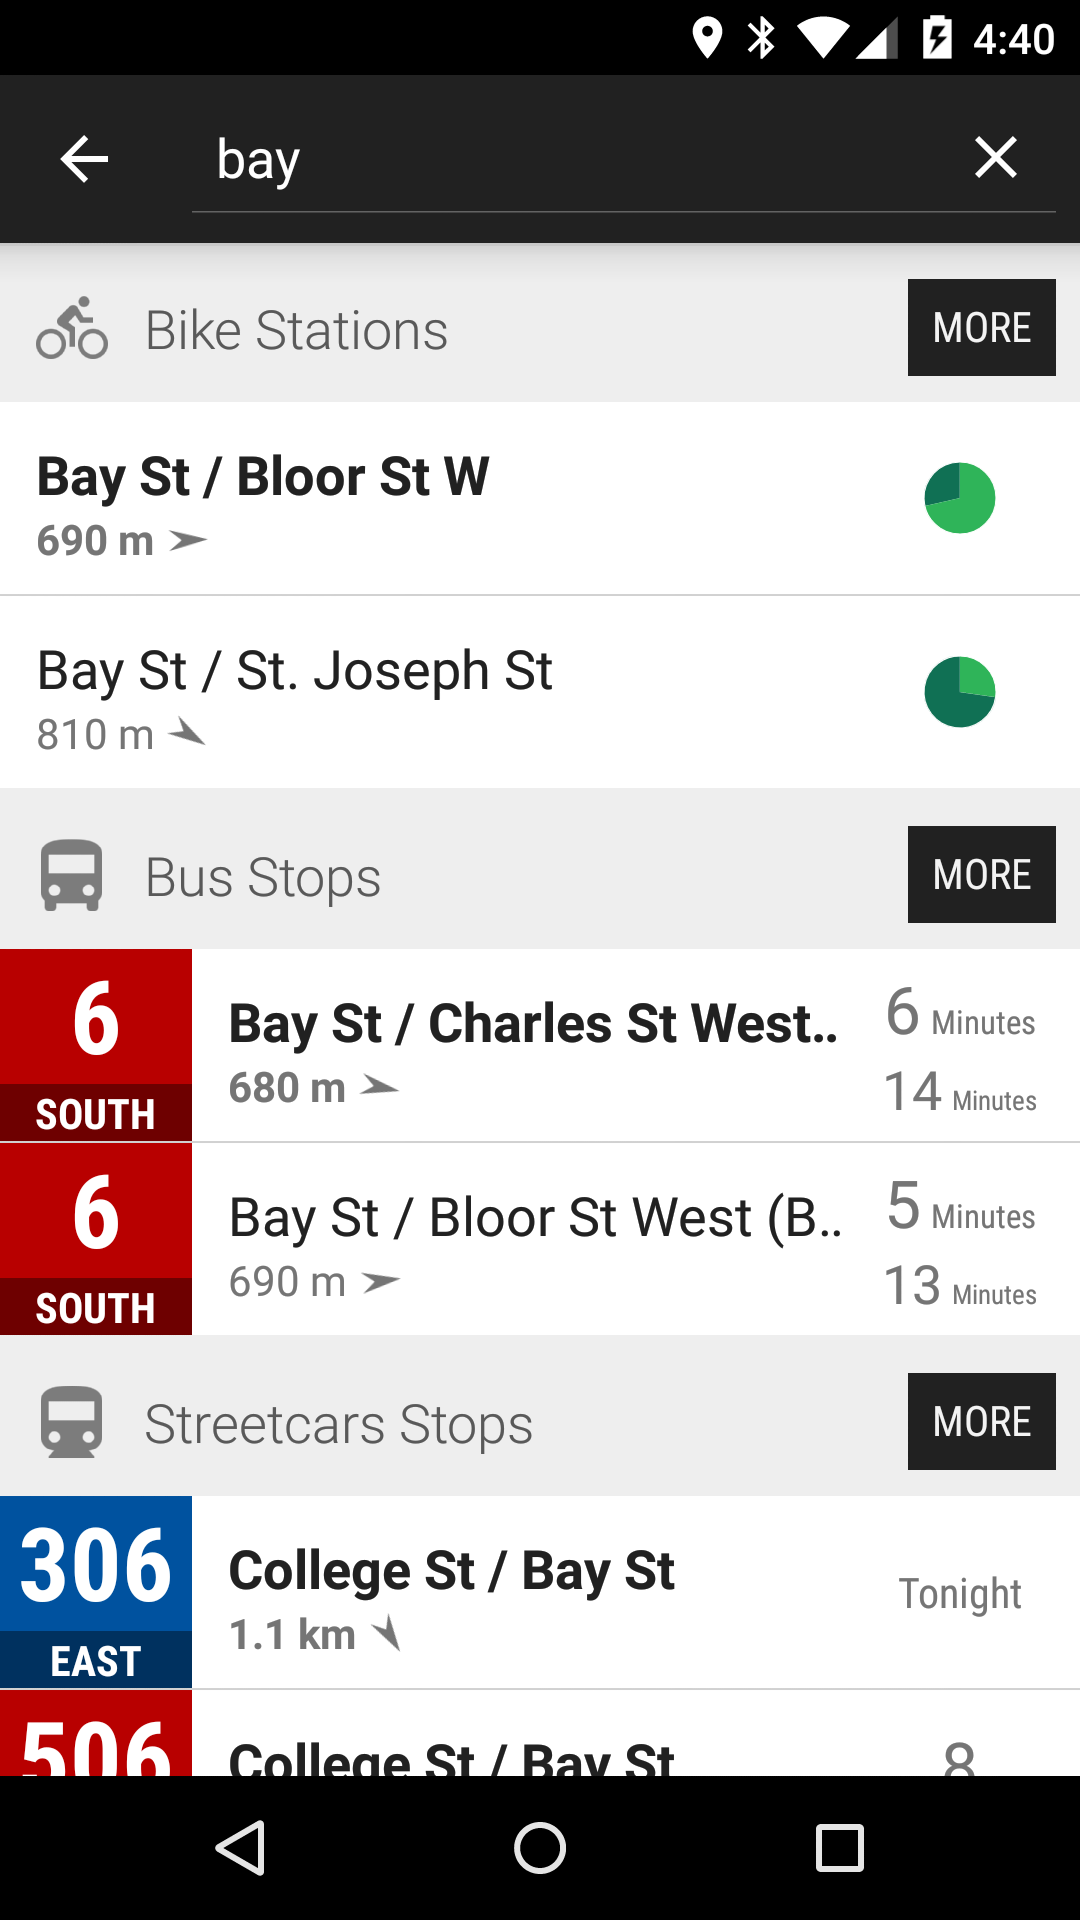 4:40
bay
Bike Stations MORE
Bay St / Bloor St W
690 m
Bay St / St. Joseph St
810 m
Bus Stops MORE
6 SOUTH
Bay St / Charles St West..
680 m
6 Minutes
14 Minutes
6 SOUTH
Bay St / Bloor St West (B..
690 m
5 Minutes
13 Minutes
Streetcars Stops MORE
306 EAST
College St / Bay St
1.1 km
Tonight
506
College St / Bay St
8